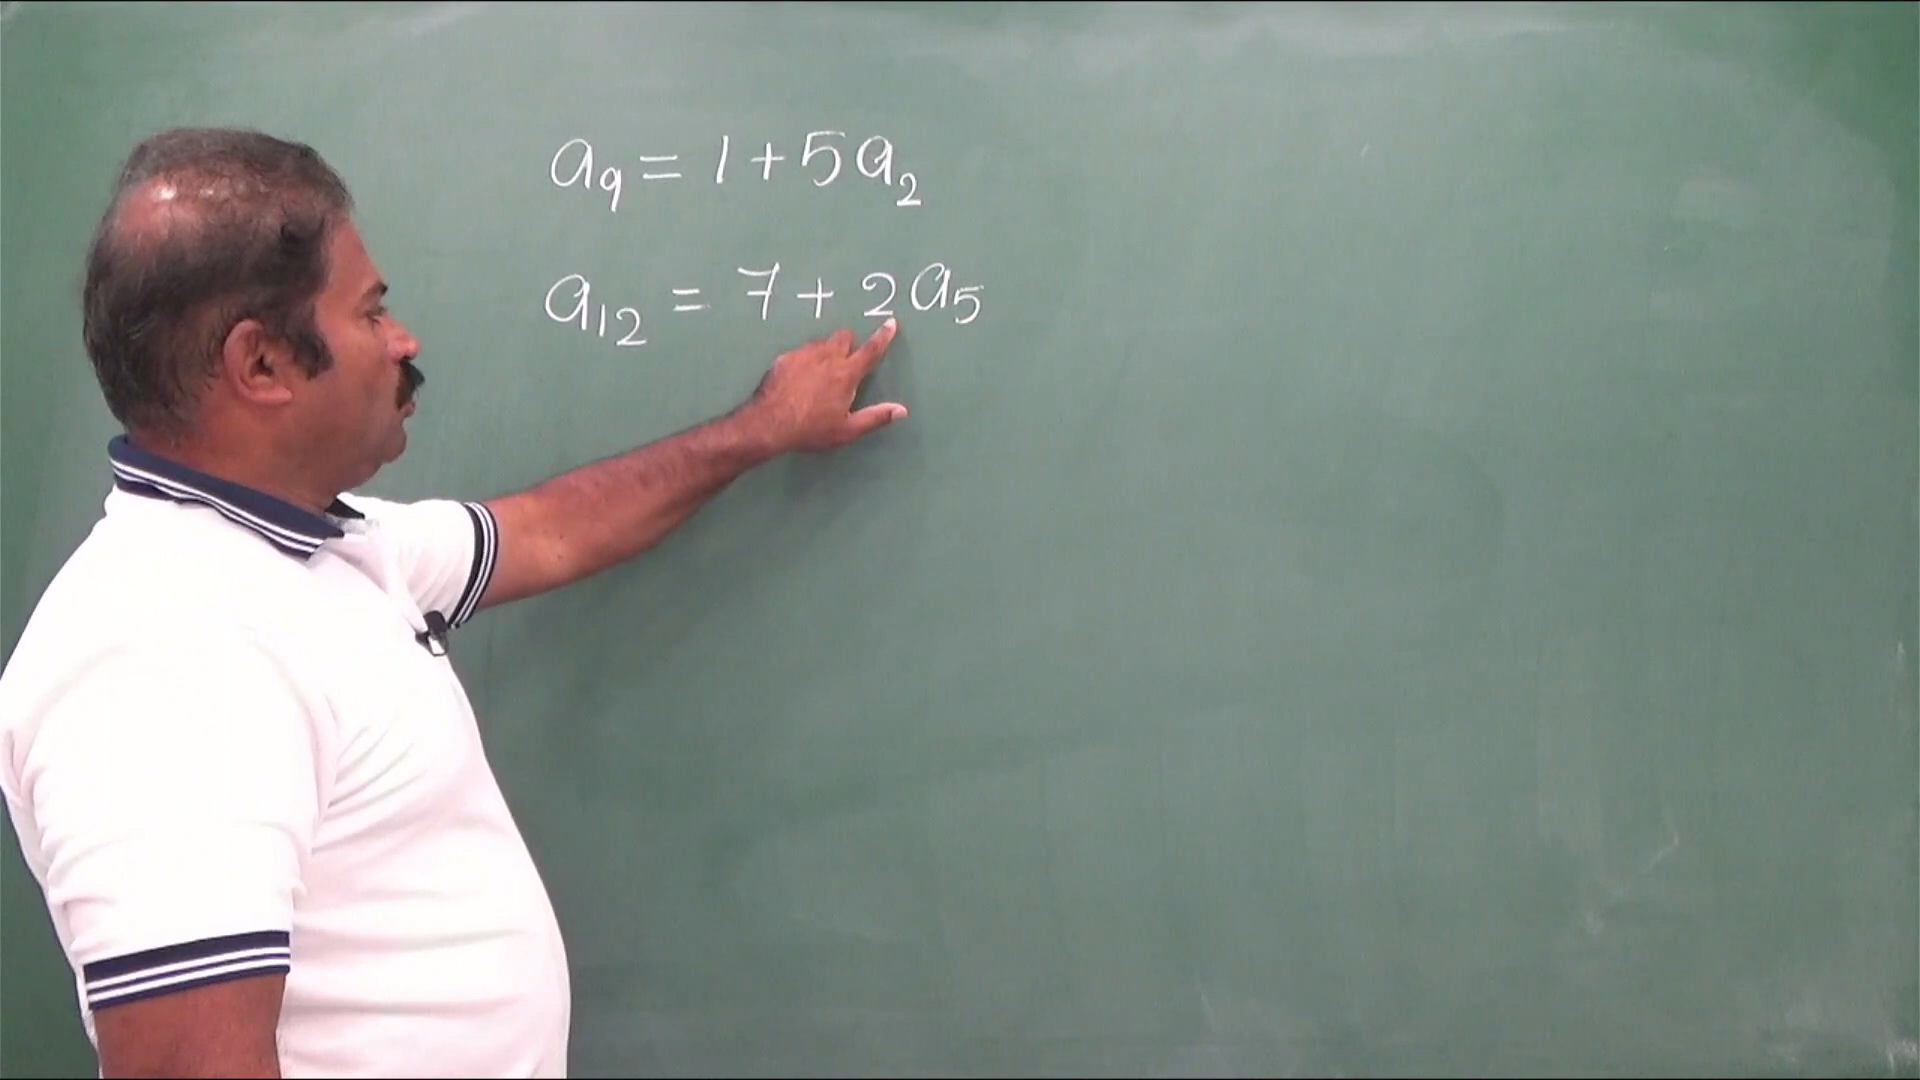 a₉ = 1 + 5a₂
a₁₂ = 7 + 2a₅